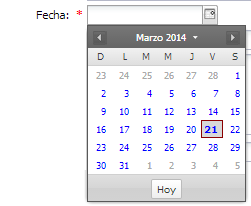 Fecha: *
Marzo 2014
D L M M J V S
23 24 25 26 27 28 1
2 3 4 5 6 7 8
9 10 11 12 13 14 15
16 17 18 19 20 21 22
23 24 25 26 27 28 29
30 31 1 2 3 4 5
Hoy